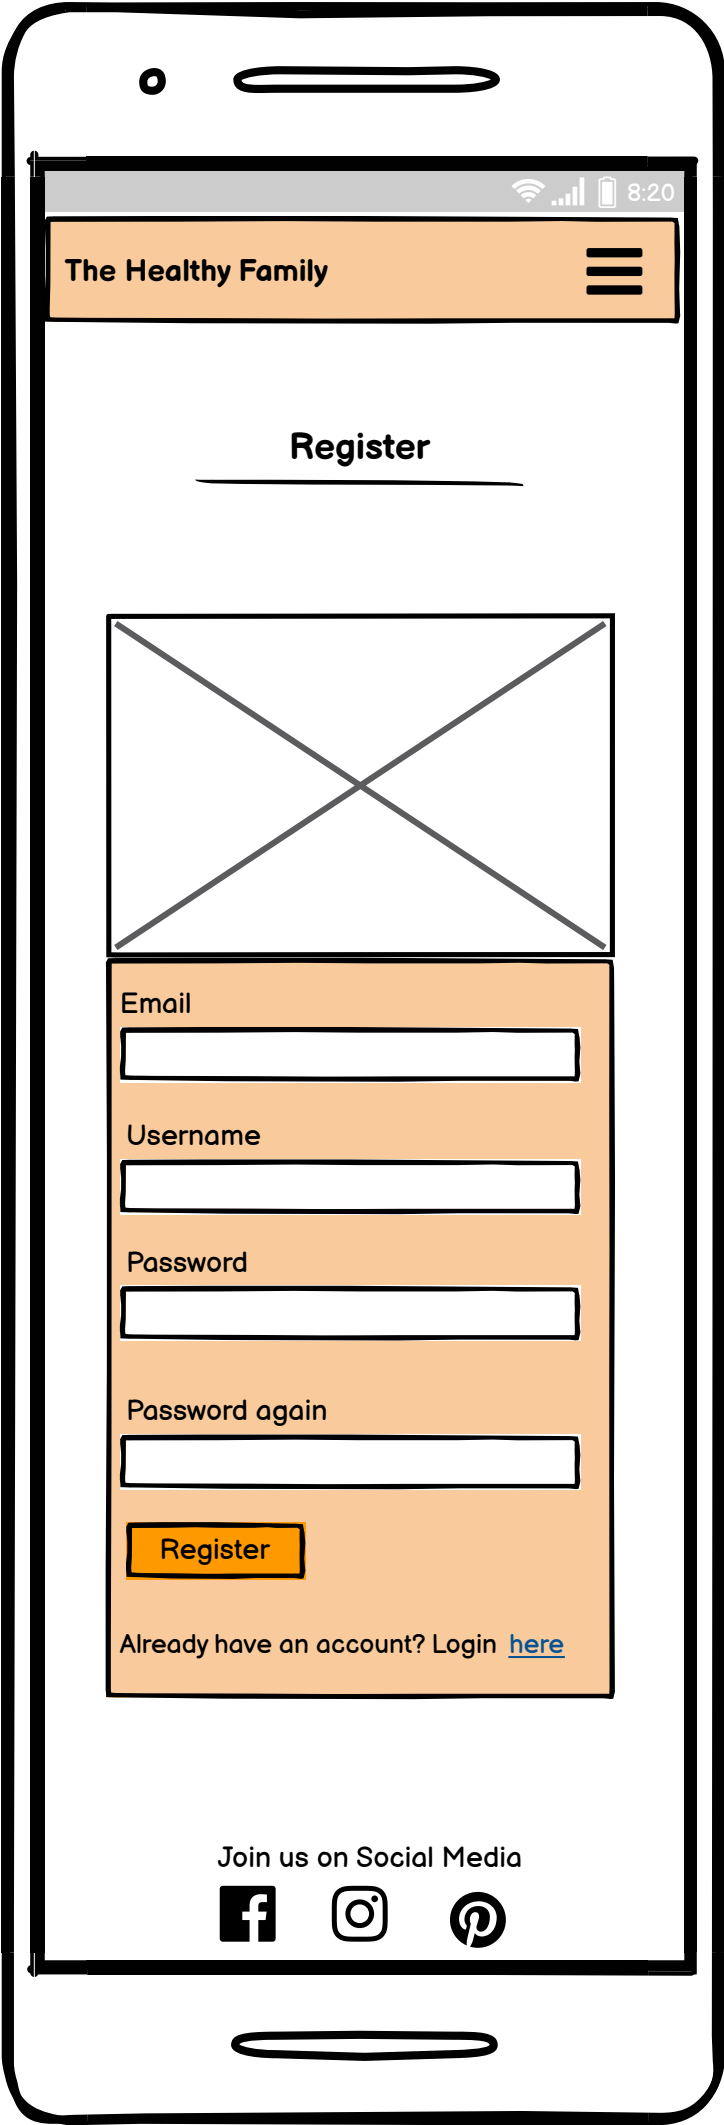 8:20
The Healthy Family
Register
Email
Username
Password
Password again
Register
Already have an account? Login here
Join us on Social Media